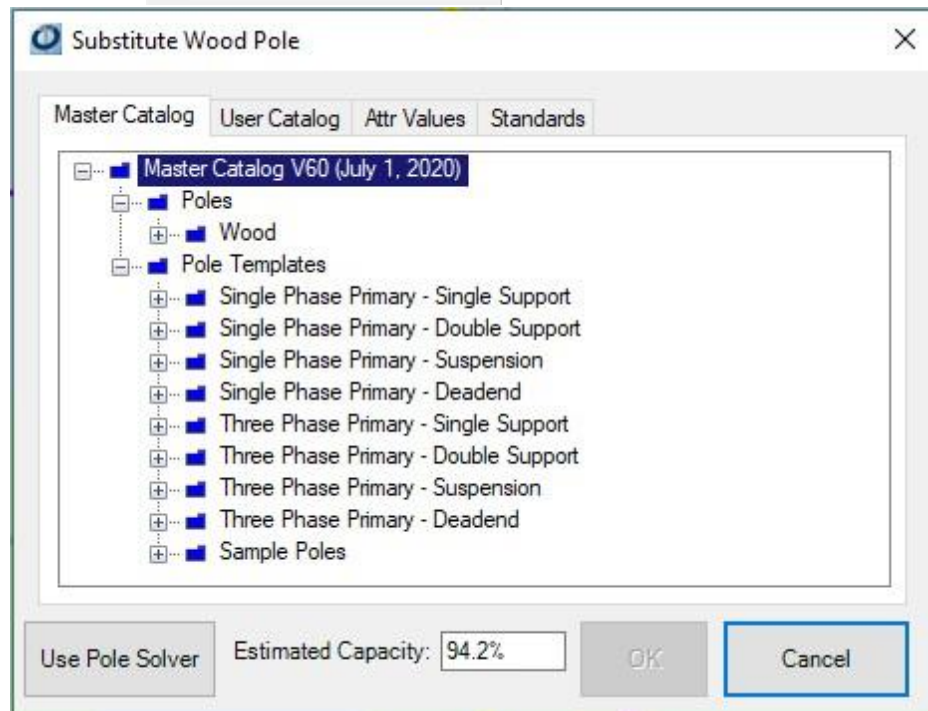 Substitute Wood Pole
Master Catalog User Catalog Attr Values Standards
Master Catalog V60 (July 1, 2020)
Poles
Wood
Pole Templates
Single Phase Primary - Single Support
Single Phase Primary - Double Support
Single Phase Primary - Suspension
Single Phase Primary - Deadend
Three Phase Primary - Single Support
Three Phase Primary - Double Support
Three Phase Primary - Suspension
Three Phase Primary - Deadend
Sample Poles
Use Pole Solver Estimated Capacity: 94.2% OK Cancel